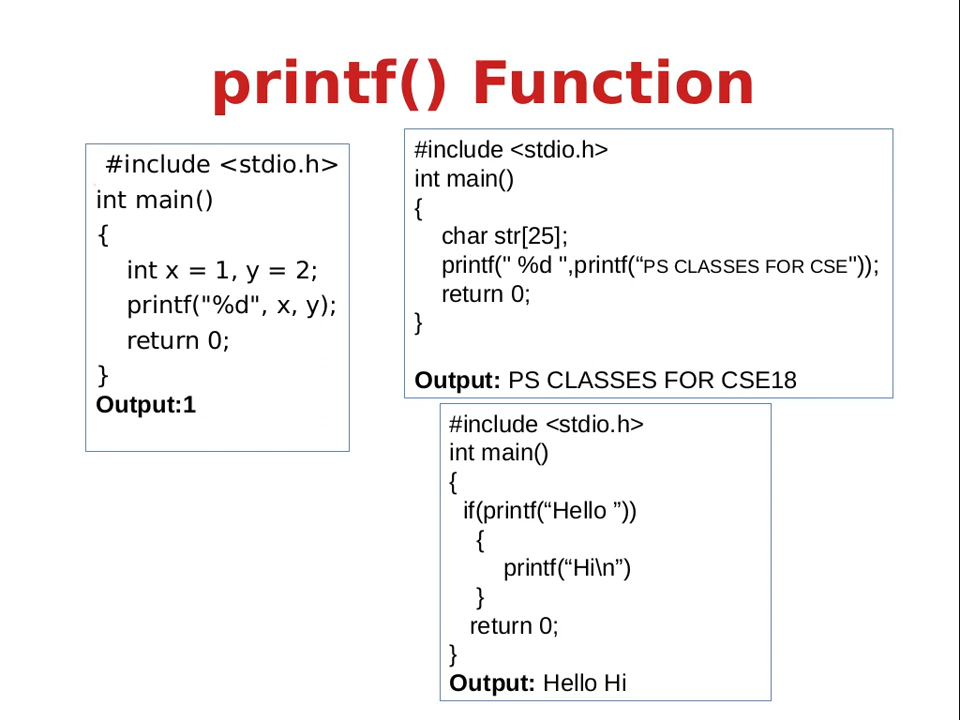 printf() Function
#include <stdio.h>
int main()
{
int x = 1, y = 2;
printf("%d", x, y);
return 0;
}
Output:1
#include <stdio.h>
int main()
{
char str[25];
printf(" %d ",printf(“PS CLASSES FOR CSE"));
return 0;
}
Output: PS CLASSES FOR CSE18
#include <stdio.h>
int main()
{
if(printf(“Hello ”))
{
printf(“Hi\n”)
}
return 0;
}
Output: Hello Hi